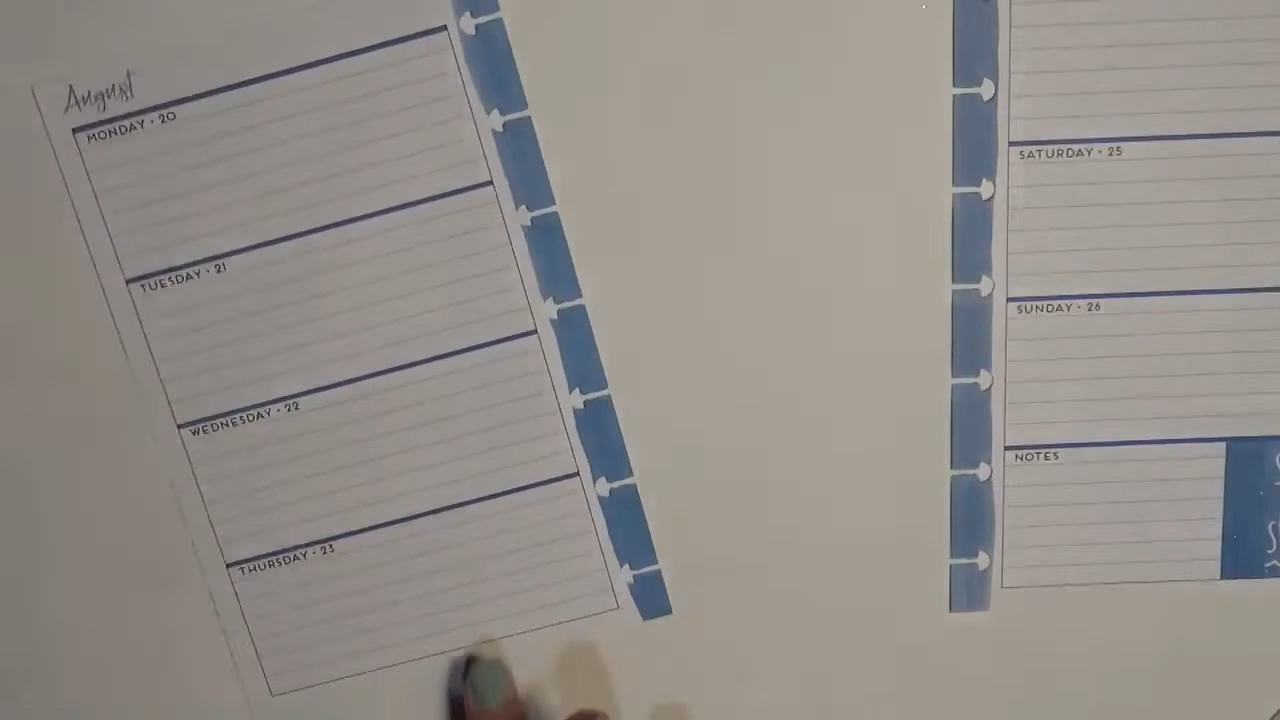 August
MONDAY • 20
TUESDAY • 21
WEDNESDAY • 22
THURSDAY • 23
SATURDAY • 25
SUNDAY • 26
NOTES